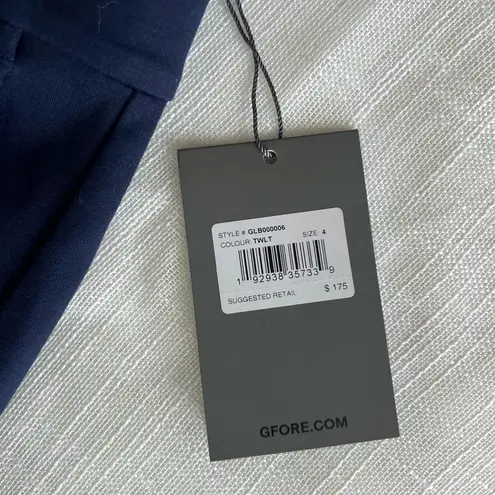 STYLE # GLB000006
COLOUR: TWLT SIZE: 4
1 92938 35733 9
SUGGESTED RETAIL $ 175
GFORE.COM